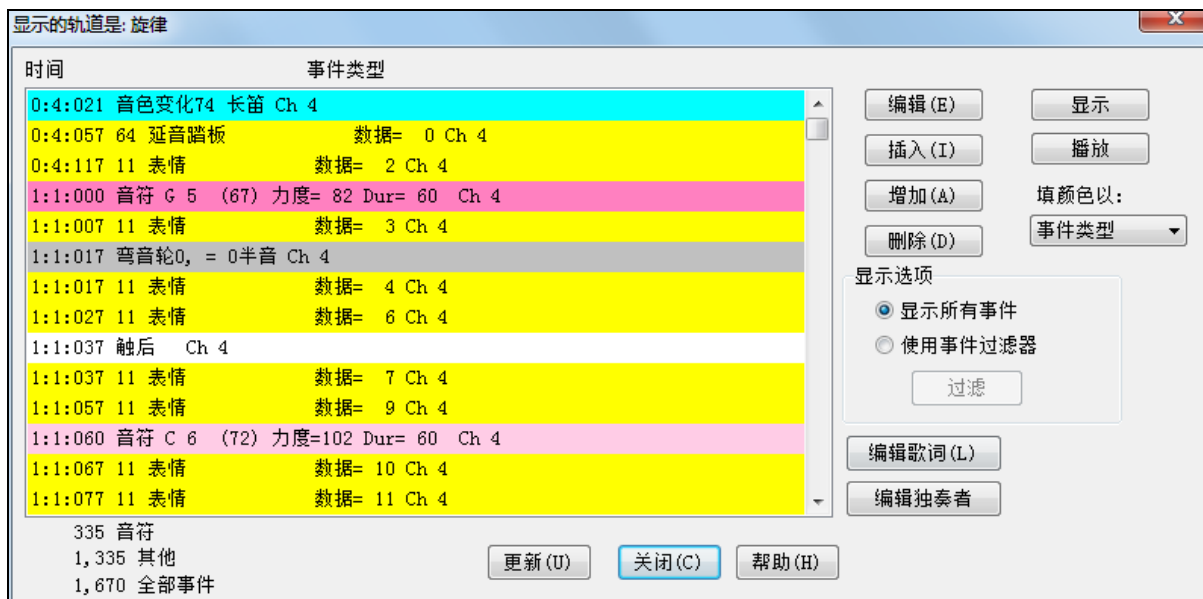 显示的轨道是: 旋律
X
时间 事件类型
0:4:021 音色变化74 长笛 Ch 4
0:4:057 64 延音踏板 数据= 0 Ch 4
0:4:117 11 表情 数据= 2 Ch 4
1:1:000 音符 G 5 (67) 力度= 82 Dur= 60 Ch 4
1:1:007 11 表情 数据= 3 Ch 4
1:1:017 弯音轮0, = 0半音 Ch 4
1:1:017 11 表情 数据= 4 Ch 4
1:1:027 11 表情 数据= 6 Ch 4
1:1:037 触后 Ch 4
1:1:037 11 表情 数据= 7 Ch 4
1:1:057 11 表情 数据= 9 Ch 4
1:1:060 音符 C 6 (72) 力度=102 Dur= 60 Ch 4
1:1:067 11 表情 数据= 10 Ch 4
1:1:077 11 表情 数据= 11 Ch 4
335 音符
1,335 其他
1,670 全部事件
编辑(E)
插入(I)
增加(A)
删除(D)
显示
播放
填颜色以:
事件类型
显示选项
显示所有事件
使用事件过滤器
过滤
编辑歌词(L)
编辑独奏者
更新(U)
关闭(C)
帮助(H)